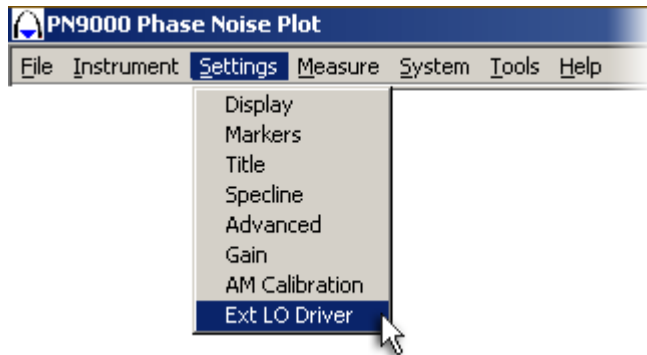 PN9000 Phase Noise Plot
File Instrument Settings Measure System Tools Help
Display
Markers
Title
Specline
Advanced
Gain
AM Calibration
Ext LO Driver